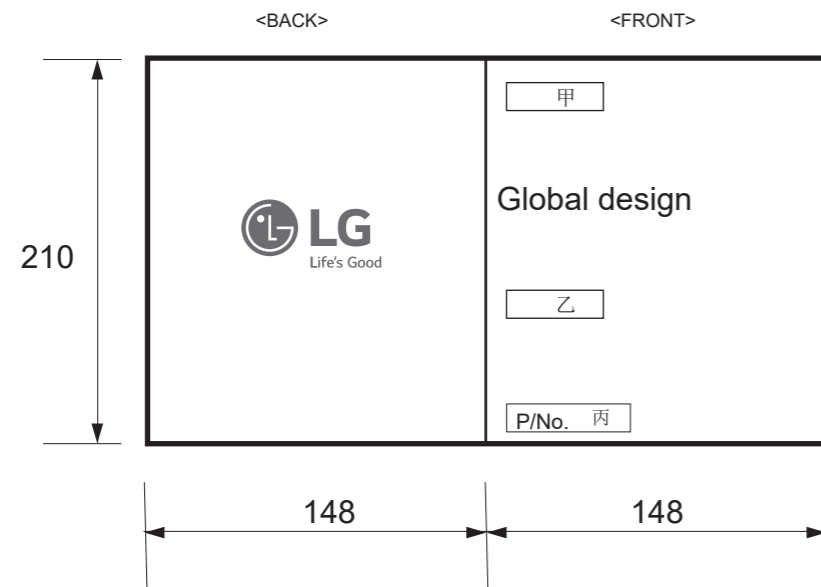 <BACK>
<FRONT>
甲
Global design
LG
Life's Good
210
乙
P/No. 丙
148
148